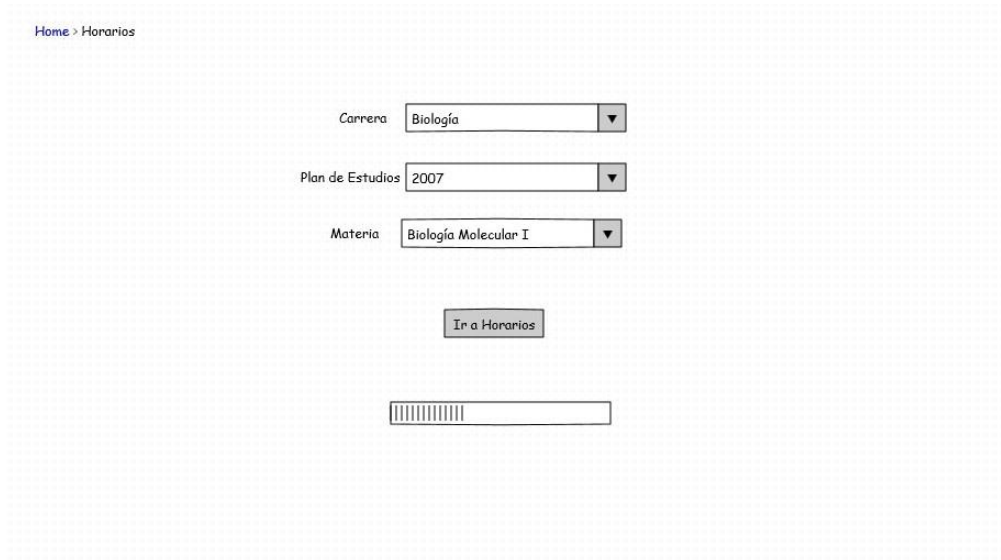 Home > Horarios
Carrera Biología
Plan de Estudios 2007
Materia Biología Molecular I
Ir a Horarios